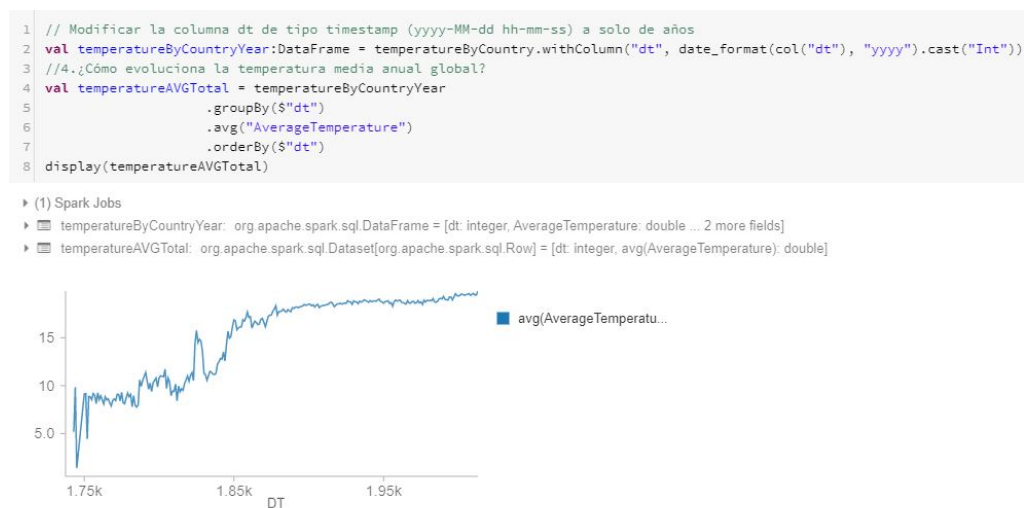 1 // Modificar la columna dt de tipo timestamp (yyyy-MM-dd hh-mm-ss) a solo de años
2 val temperatureByCountryYear:DataFrame = temperatureByCountry.withColumn("dt", date_format(col("dt"), "yyyy").cast("Int"))
3 //4.¿Cómo evoluciona la temperatura media anual global?
4 val temperatureAVGTotal = temperatureByCountryYear
5 .groupBy($"dt")
6 .avg("AverageTemperature")
7 .orderBy($"dt")
8 display(temperatureAVGTotal)
(1) Spark Jobs
temperatureByCountryYear: org.apache.spark.sql.DataFrame = [dt: integer, AverageTemperature: double ... 2 more fields]
temperatureAVGTotal: org.apache.spark.sql.Dataset[org.apache.spark.sql.Row] = [dt: integer, avg(AverageTemperature): double]
avg(AverageTemperatu...
15
10
5.0
1.75k 1.85k 1.95k
DT